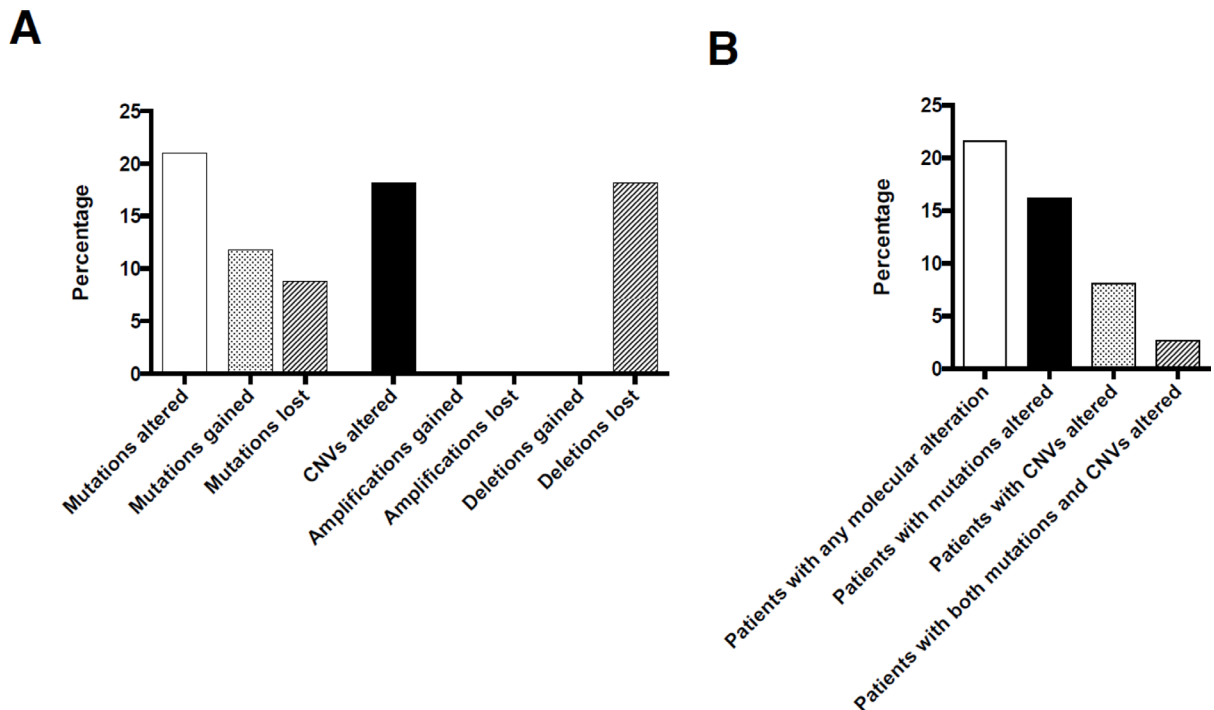 A
Percentage
25
20
15
10
5
0
Mutations altered
Mutations gained
Mutations lost
CNVs altered
Amplifications gained
Amplifications lost
Deletions gained
Deletions lost
B
Percentage
25
20
15
10
5
0
Patients with any molecular alteration
Patients with mutations altered
Patients with CNVs altered
Patients with both mutations and CNVs altered